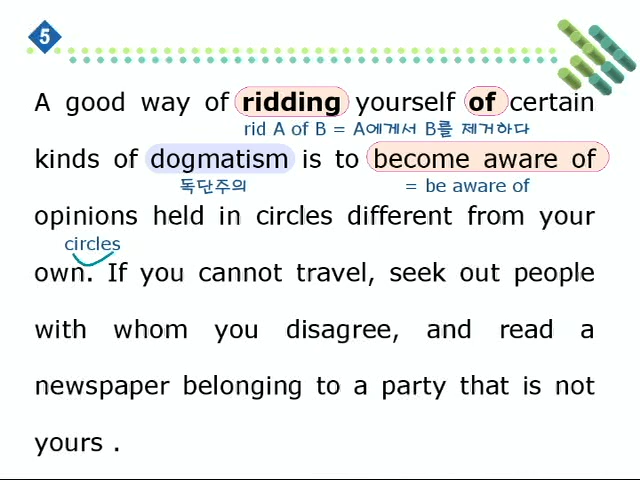 5
A good way of ridding yourself of certain
rid A of B = A에게서 B를 제거하다
kinds of dogmatism is to become aware of
독단주의 = be aware of
opinions held in circles different from your
circles
own. If you cannot travel, seek out people
with whom you disagree, and read a
newspaper belonging to a party that is not
yours .